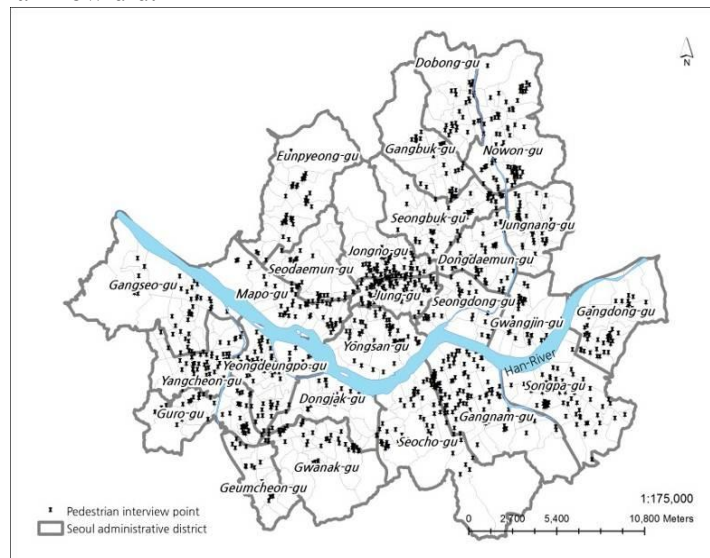 Dobong-gu
N
Gangbuk-gu
Nowon-gu
Eunpyeong-gu
Seongbuk-gu
Jungnang-gu
Jongno-gu
Dongdaemun-gu
Seodaemun-gu
Gangseo-gu
Mapo-gu
Jung-gu
Seongdong-gu
Gwangjin-gu
Gangdong-gu
Yongsan-gu
Yeongdeungpo-gu
Han-River
Yangcheon-gu
Songpa-gu
Dongjak-gu
Guro-gu
Gangnam-gu
Seocho-gu
Gwanak-gu
Geumcheon-gu
1:175,000
Pedestrian interview point
0 2,700 5,400 10,800 Meters
Seoul administrative district